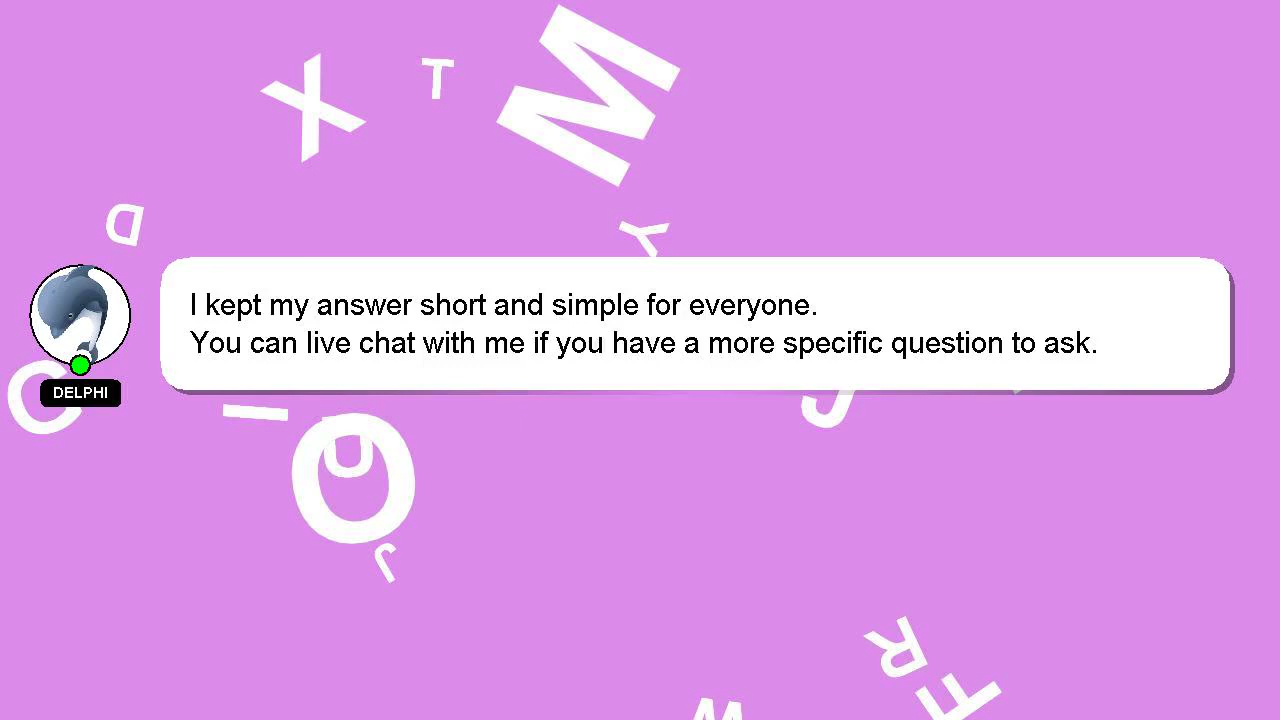 X
T
M
D
Y
I kept my answer short and simple for everyone.
You can live chat with me if you have a more specific question to ask.
DELPHI
C
I
J
O
U
J
R
F
W